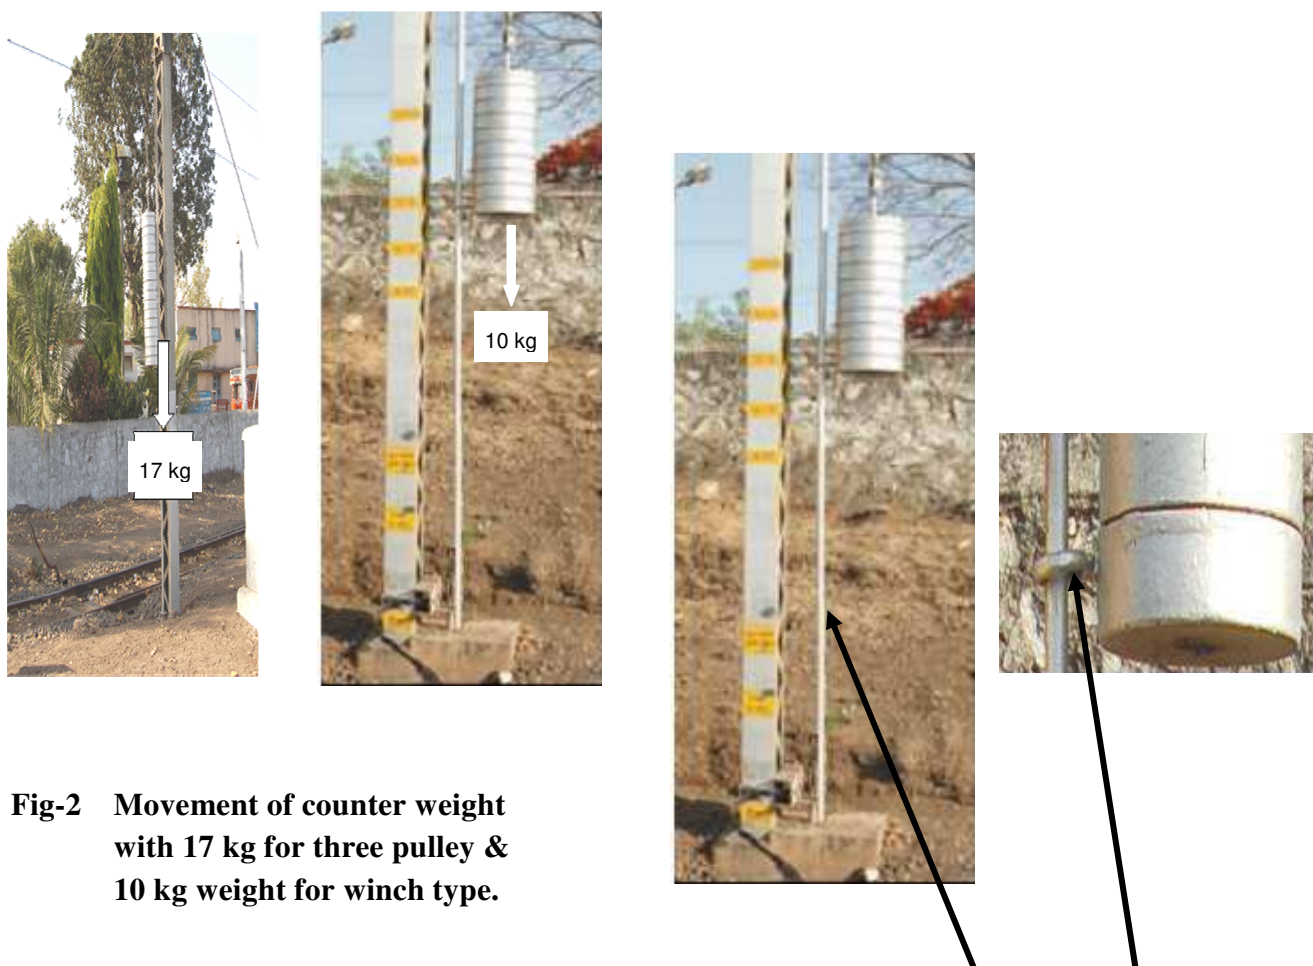 17 kg
10 kg
Fig-2 Movement of counter weight
with 17 kg for three pulley &
10 kg weight for winch type.